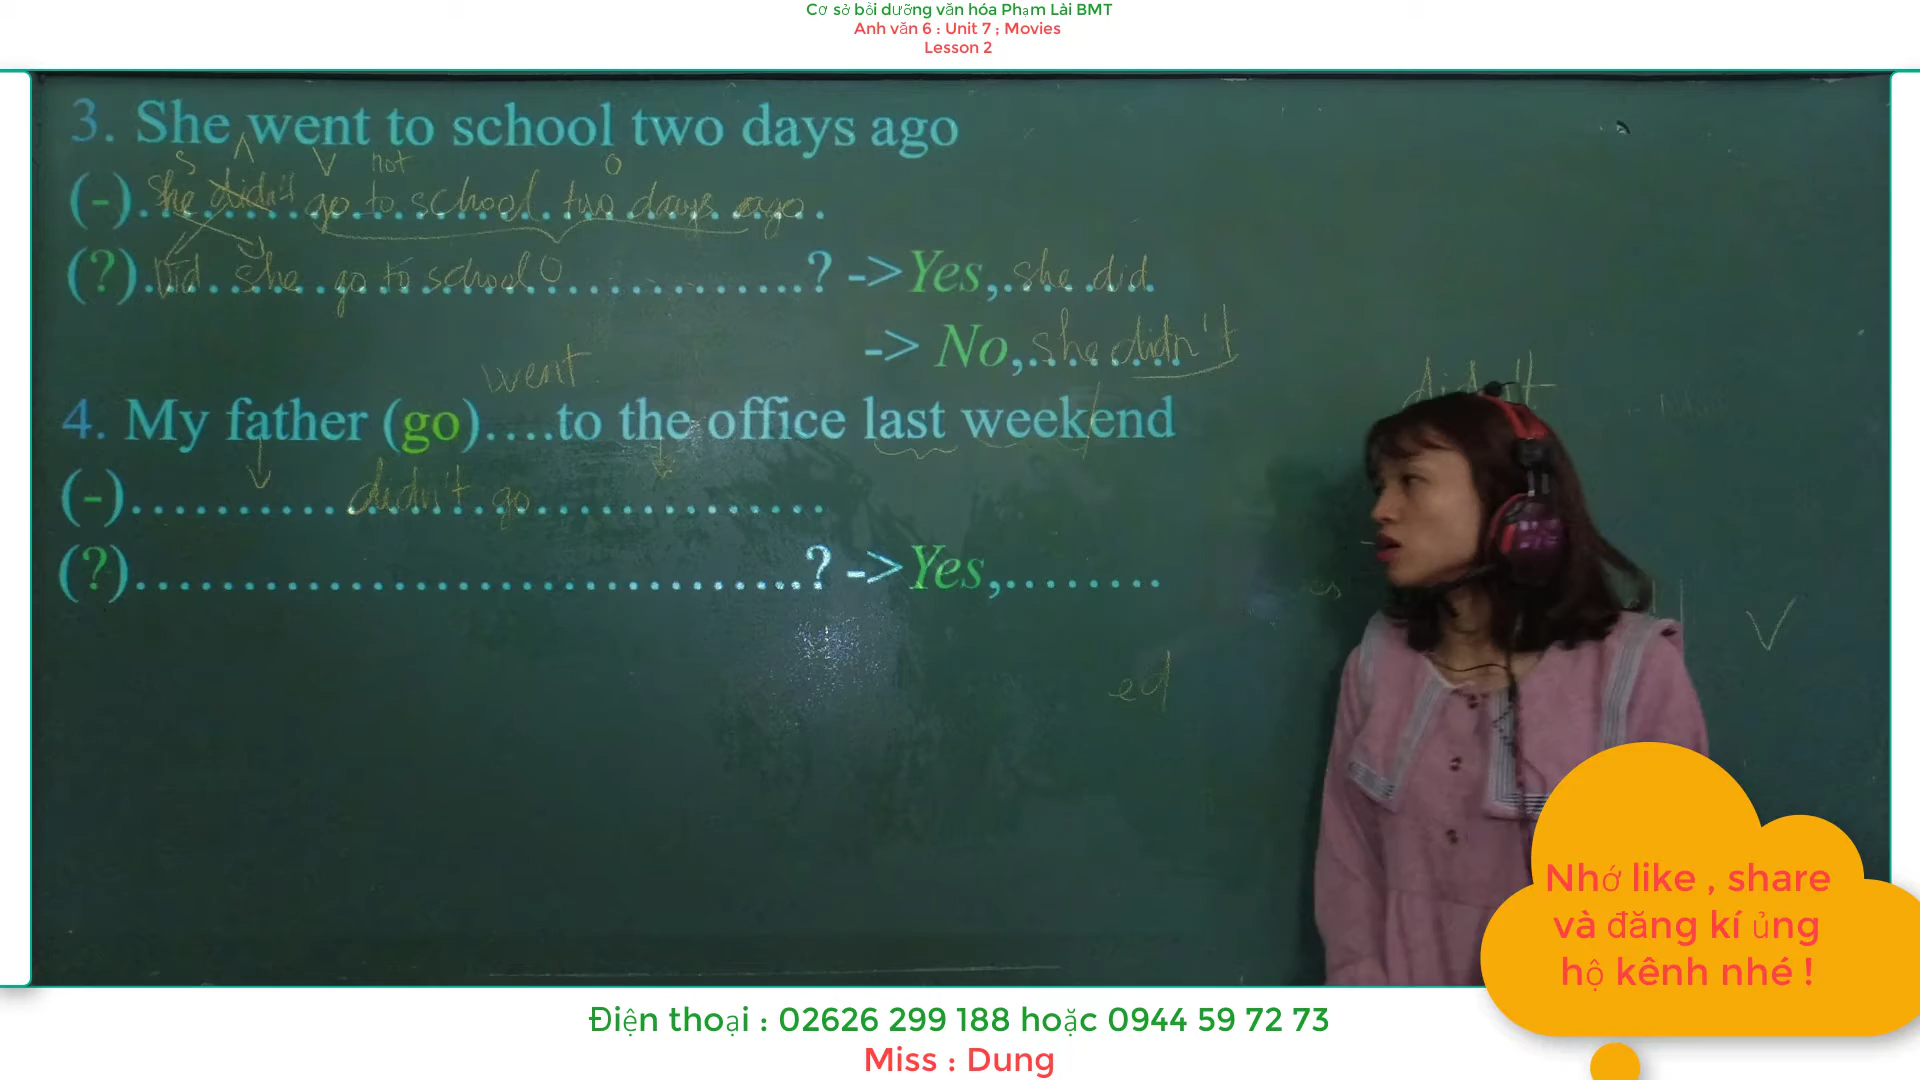 Cơ sở bồi dưỡng văn hóa Phạm Lải BMT
Anh văn 6 : Unit 7 ; Movies
Lesson 2
3. She went to school two days ago
S V not O
(-) She didn't go to school two days ago.
(?) Did she go to school O ? -> Yes, she did
-> No, she didn't
went
4. My father (go)....to the office last weekend
(-).......... didn't go ....................
(?)..................................? -> Yes,........
ed
V
Nhớ like , share
và đăng kí ủng
hộ kênh nhé !
Điện thoại : 02626 299 188 hoặc 0944 59 72 73
Miss : Dung